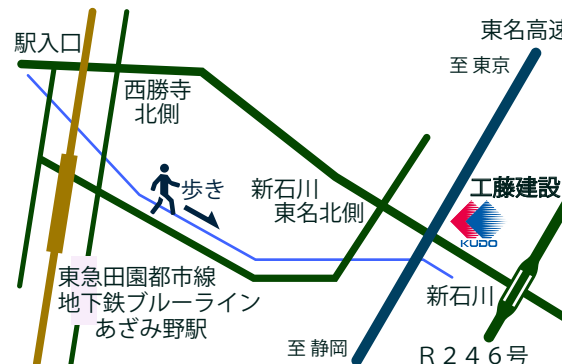 駅入口
東名高速
至 東京
西勝寺
北側
歩き
新石川
東名北側
工藤建設
KUDO
東急田園都市線
地下鉄ブルーライン
あざみ野駅
新石川
至 静岡
R246号